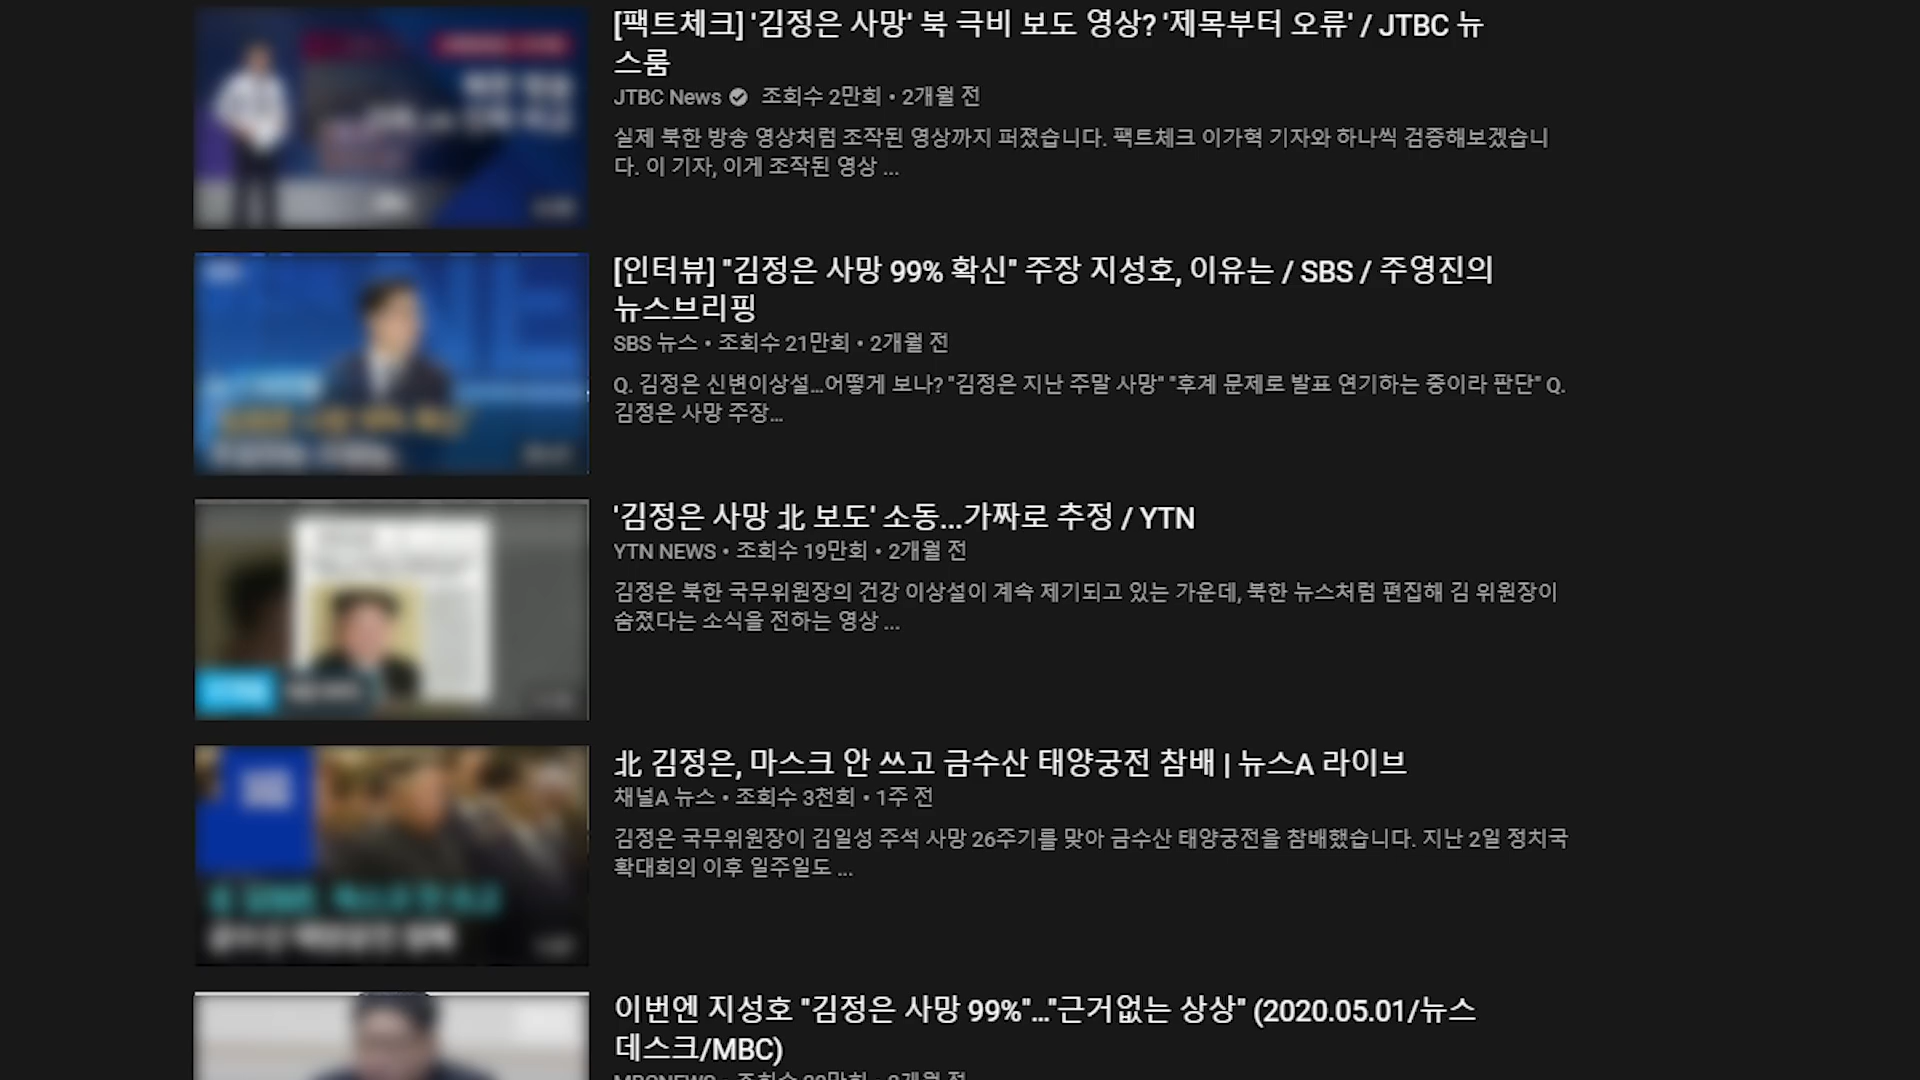 [팩트체크] '김정은 사망' 북 극비 보도 영상? '제목부터 오류' / JTBC 뉴
스룸
JTBC News 조회수 2만회 • 2개월 전
실제 북한 방송 영상처럼 조작된 영상까지 퍼졌습니다. 팩트체크 이가혁 기자와 하나씩 검증해보겠습니
다. 이 기자, 이게 조작된 영상 ...
[인터뷰] "김정은 사망 99% 확신" 주장 지성호, 이유는 / SBS / 주영진의
뉴스브리핑
SBS 뉴스 • 조회수 21만회 • 2개월 전
Q. 김정은 신변이상설...어떻게 보나? "김정은 지난 주말 사망" "후계 문제로 발표 연기하는 중이라 판단" Q.
김정은 사망 주장...
'김정은 사망 北 보도' 소동...가짜로 추정 / YTN
YTN NEWS • 조회수 19만회 • 2개월 전
김정은 북한 국무위원장의 건강 이상설이 계속 제기되고 있는 가운데, 북한 뉴스처럼 편집해 김 위원장이
숨졌다는 소식을 전하는 영상 ...
北 김정은, 마스크 안 쓰고 금수산 태양궁전 참배 | 뉴스A 라이브
채널A 뉴스 • 조회수 3천회 • 1주 전
김정은 국무위원장이 김일성 주석 사망 26주기를 맞아 금수산 태양궁전을 참배했습니다. 지난 2일 정치국
확대회의 이후 일주일도 ...
이번엔 지성호 "김정은 사망 99%"..."근거없는 상상" (2020.05.01/뉴스
데스크/MBC)